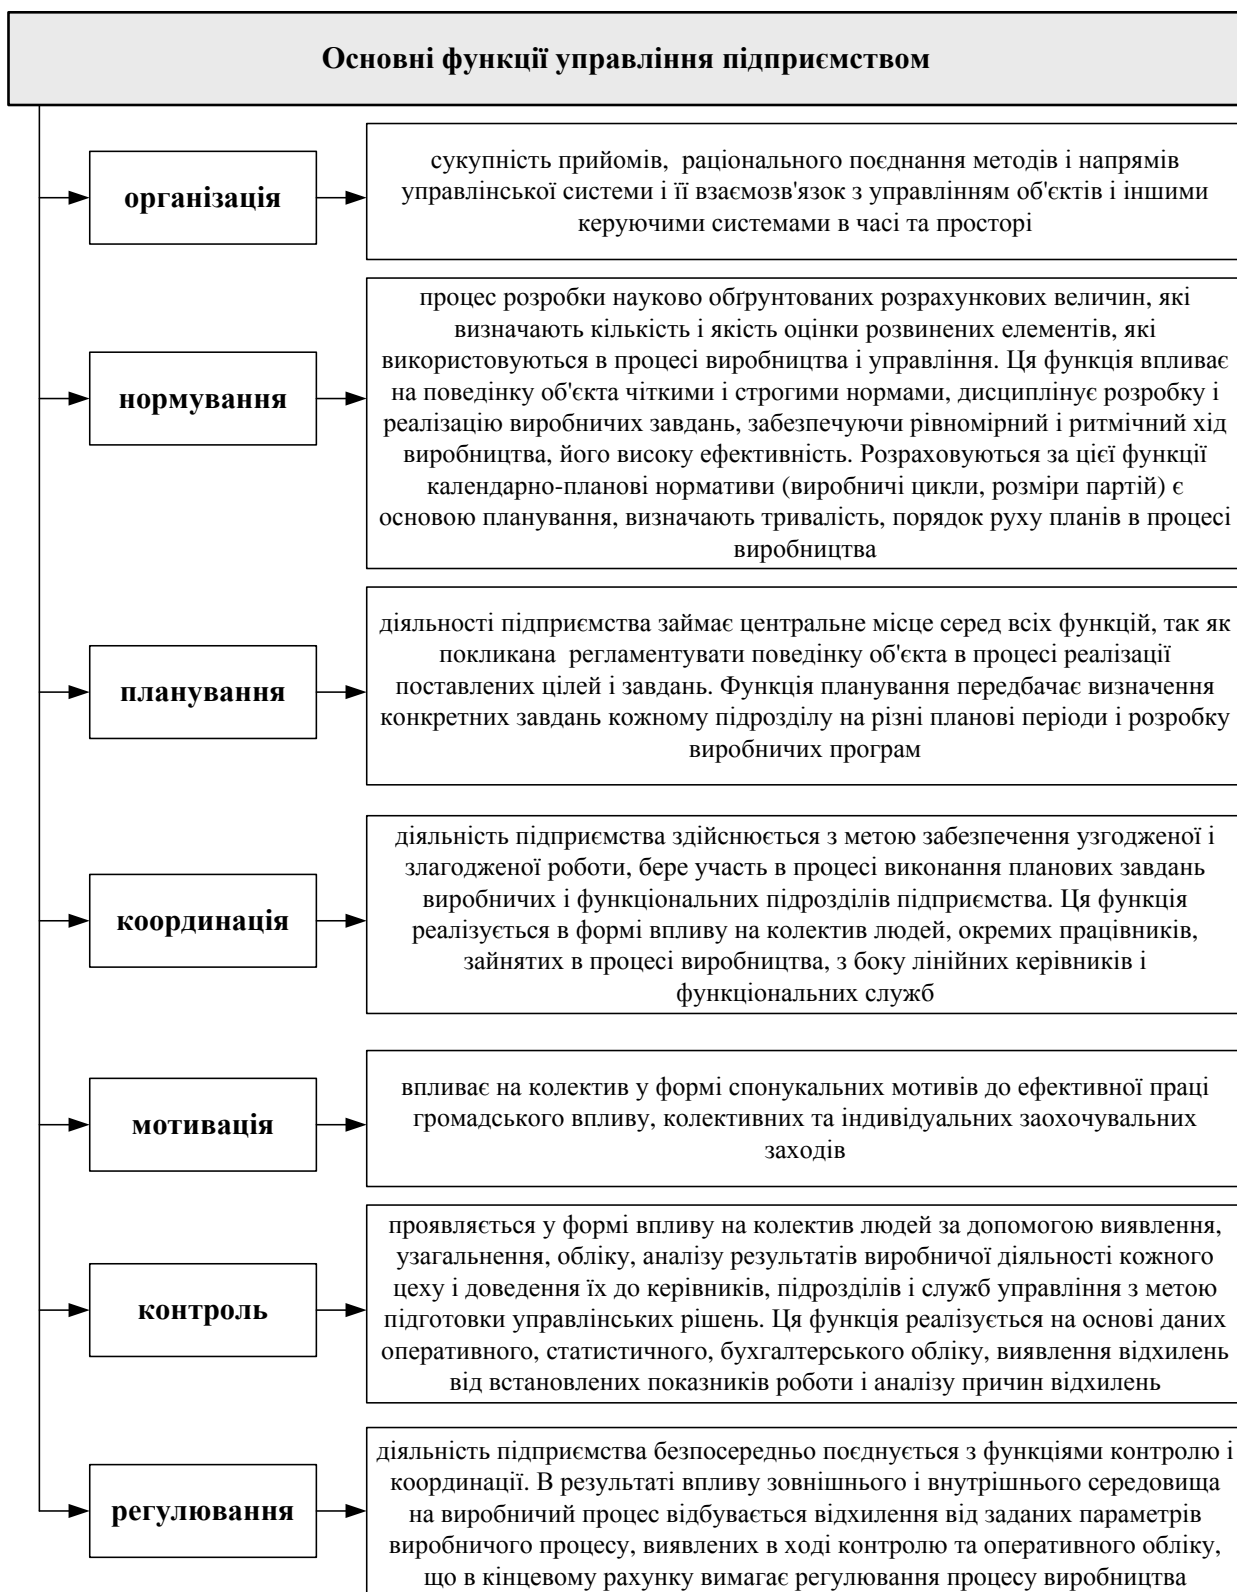 Основні функції управління підприємством
організація
сукупність прийомів, раціонального поєднання методів і напрямів
управлінської системи і її взаємозв'язок з управлінням об'єктів і іншими
керуючими системами в часі та просторі
нормування
процес розробки науково обґрунтованих розрахункових величин, які
визначають кількість і якість оцінки розвинених елементів, які
використовуються в процесі виробництва і управління. Ця функція впливає
на поведінку об'єкта чіткими і строгими нормами, дисциплінує розробку і
реалізацію виробничих завдань, забезпечуючи рівномірний і ритмічний хід
виробництва, його високу ефективність. Розраховуються за цієї функції
календарно-планові нормативи (виробничі цикли, розміри партій) є
основою планування, визначають тривалість, порядок руху планів в процесі
виробництва
планування
діяльності підприємства займає центральне місце серед всіх функцій, так як
покликана регламентувати поведінку об'єкта в процесі реалізації
поставлених цілей і завдань. Функція планування передбачає визначення
конкретних завдань кожному підрозділу на різні планові періоди і розробку
виробничих програм
координація
діяльність підприємства здійснюється з метою забезпечення узгодженої і
злагодженої роботи, бере участь в процесі виконання планових завдань
виробничих і функціональних підрозділів підприємства. Ця функція
реалізується в формі впливу на колектив людей, окремих працівників,
зайнятих в процесі виробництва, з боку лінійних керівників і
функціональних служб
мотивація
впливає на колектив у формі спонукальних мотивів до ефективної праці
громадського впливу, колективних та індивідуальних заохочувальних
заходів
контроль
проявляється у формі впливу на колектив людей за допомогою виявлення,
узагальнення, обліку, аналізу результатів виробничої діяльності кожного
цеху і доведення їх до керівників, підрозділів і служб управління з метою
підготовки управлінських рішень. Ця функція реалізується на основі даних
оперативного, статистичного, бухгалтерського обліку, виявлення відхилень
від встановлених показників роботи і аналізу причин відхилень
регулювання
діяльність підприємства безпосередньо поєднується з функціями контролю і
координації. В результаті впливу зовнішнього і внутрішнього середовища
на виробничий процес відбувається відхилення від заданих параметрів
виробничого процесу, виявлених в ході контролю та оперативного обліку,
що в кінцевому рахунку вимагає регулювання процесу виробництва